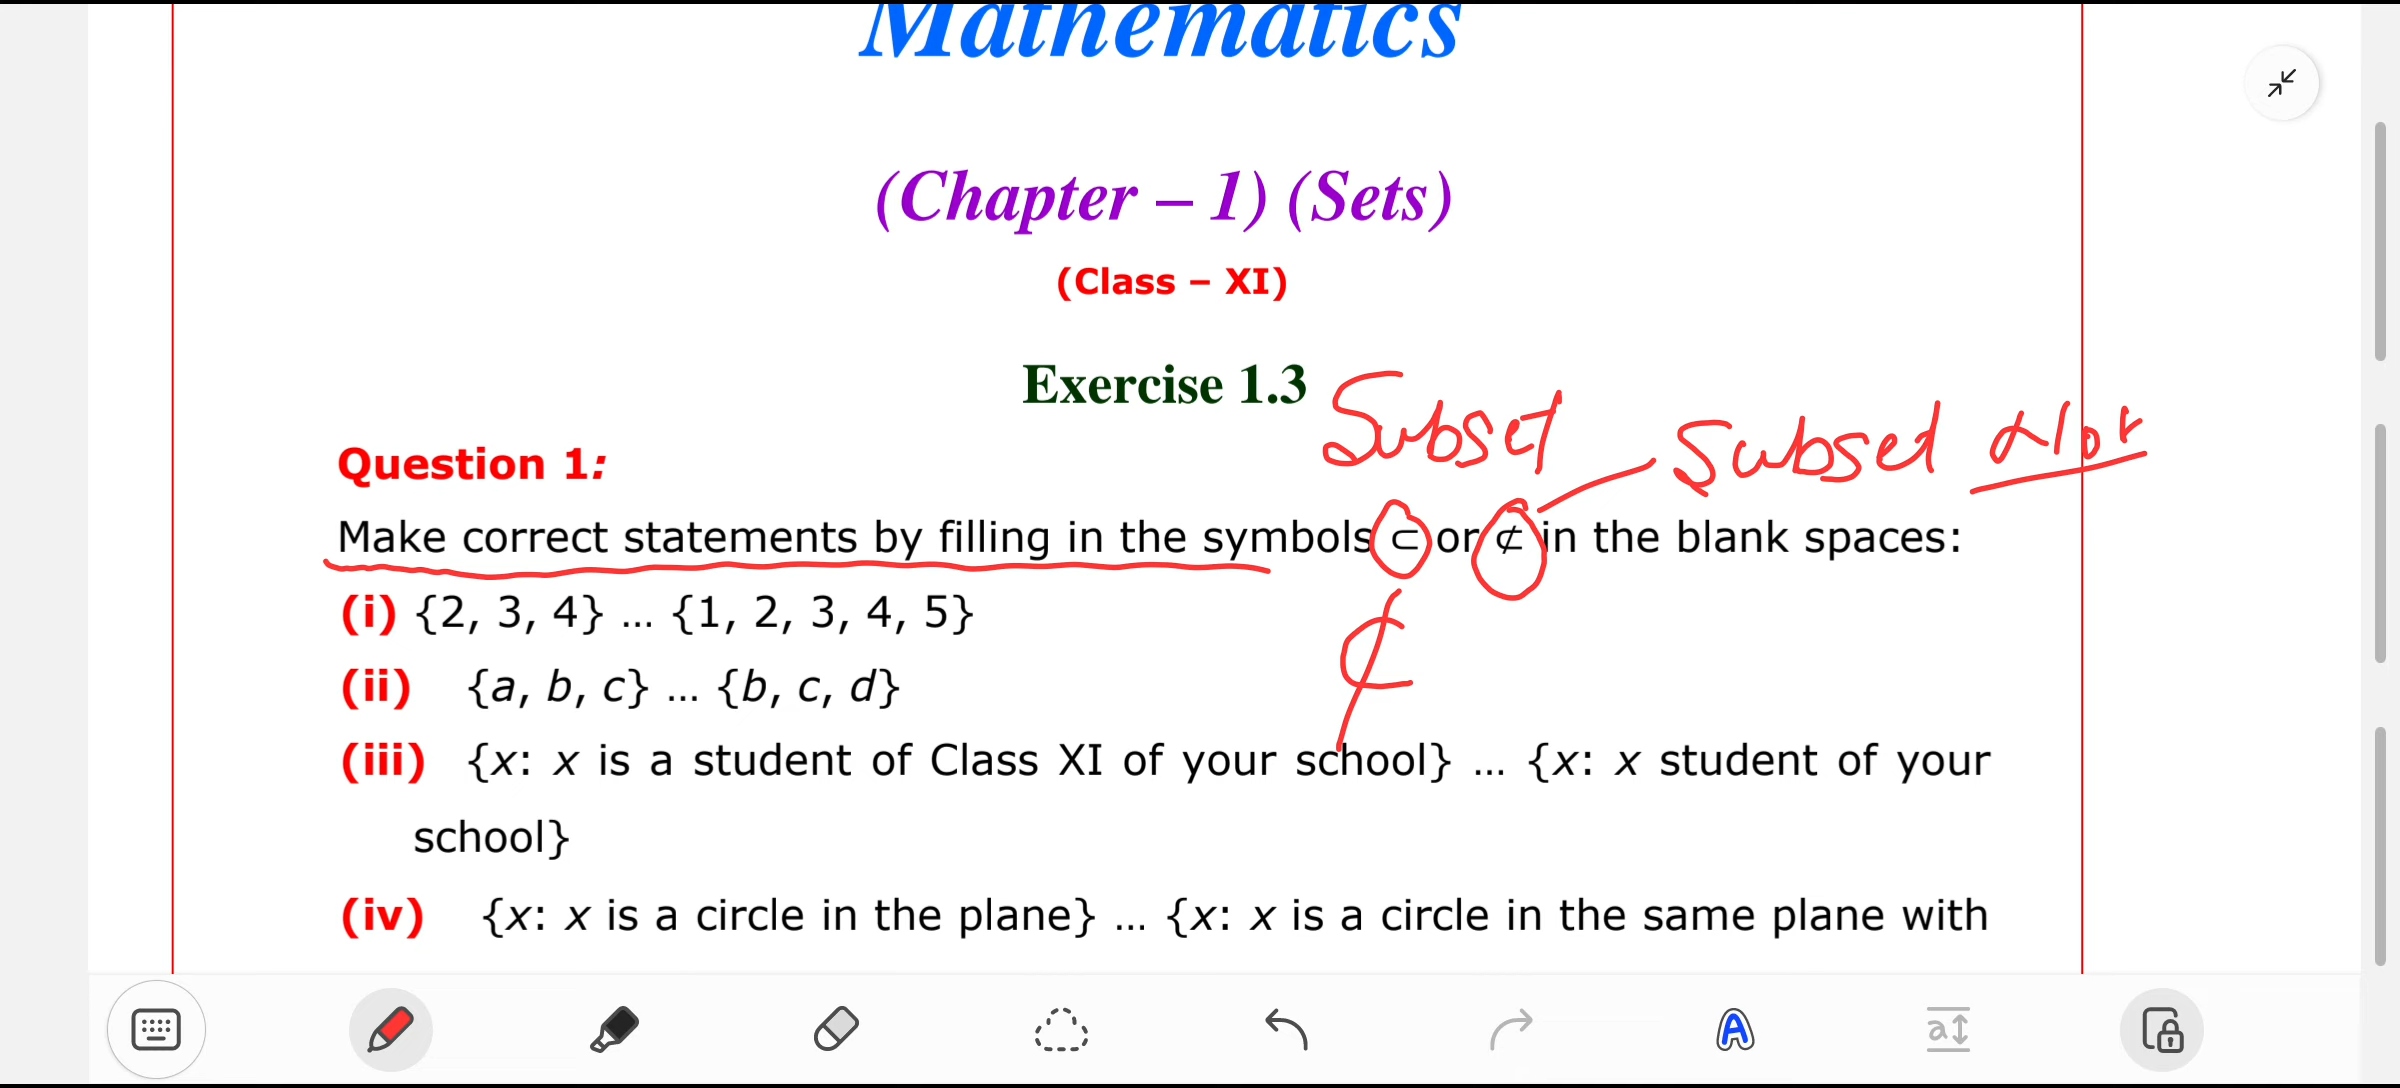 Mathematics
(Chapter – 1) (Sets)
(Class – XI)
Exercise 1.3
Subset
Subset Not
Question 1:
Make correct statements by filling in the symbols ⊂ or ⊄ in the blank spaces:
⊄
(i) {2, 3, 4} … {1, 2, 3, 4, 5}
(ii) {a, b, c} … {b, c, d}
(iii) {x: x is a student of Class XI of your school} … {x: x student of your
school}
(iv) {x: x is a circle in the plane} … {x: x is a circle in the same plane with
A
a